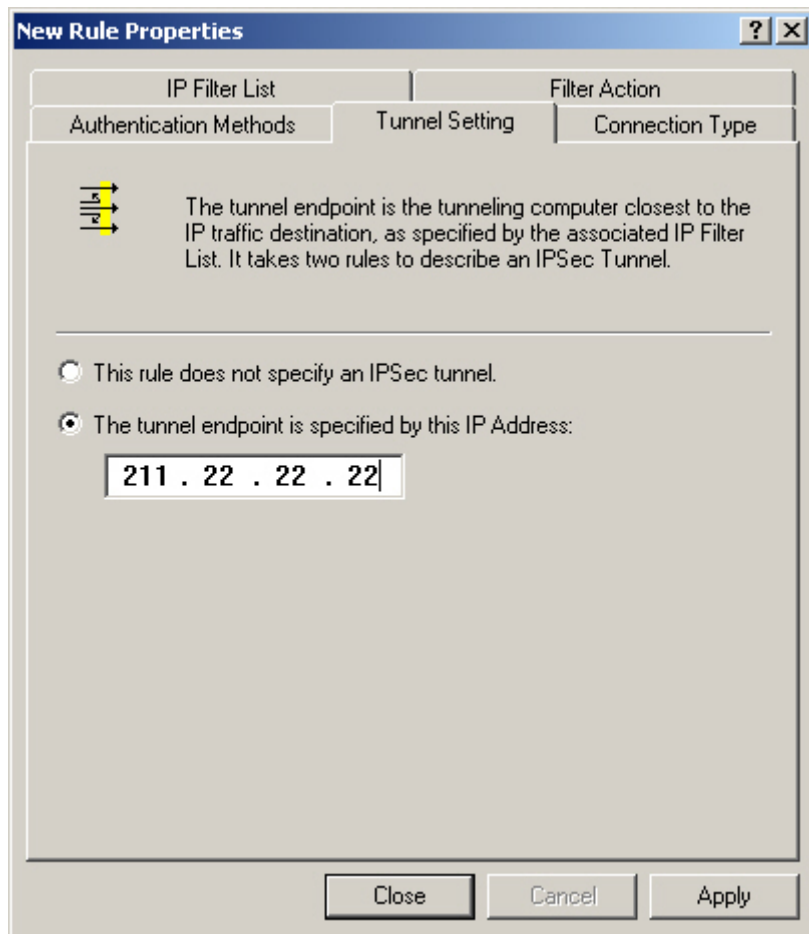 New Rule Properties
IP Filter List
Filter Action
Authentication Methods
Tunnel Setting
Connection Type
The tunnel endpoint is the tunneling computer closest to the
IP traffic destination, as specified by the associated IP Filter
List. It takes two rules to describe an IPSec Tunnel.
This rule does not specify an IPSec tunnel.
The tunnel endpoint is specified by this IP Address:
211 . 22 . 22 . 22
Close
Cancel
Apply